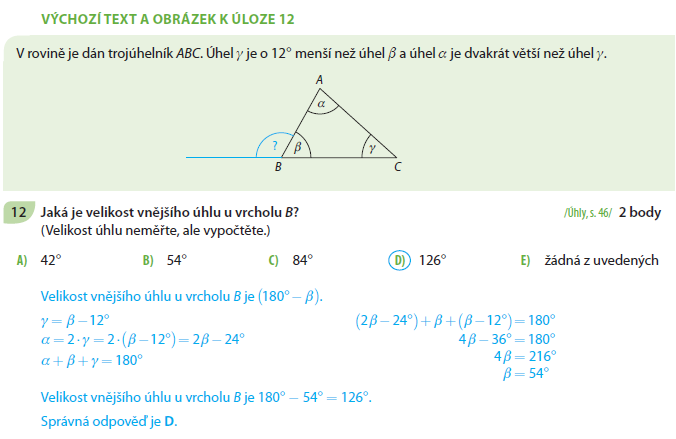 VÝCHOZÍ TEXT A OBRÁZEK K ÚLOZE 12
V rovině je dán trojúhelník ABC. Úhel γ je o 12° menší než úhel β a úhel α je dvakrát větší než úhel γ.
A
α
? β γ
B C
12 Jaká je velikost vnějšího úhlu u vrcholu B? /Úhly, s. 46/ 2 body
(Velikost úhlu neměřte, ale vypočtěte.)
A) 42° B) 54° C) 84° D) 126° E) žádná z uvedených
Velikost vnějšího úhlu u vrcholu B je (180° − β).
γ = β − 12° (2β − 24°) + β + (β − 12°) = 180°
α = 2 · γ = 2 · (β − 12°) = 2β − 24° 4β − 36° = 180°
α + β + γ = 180° 4β = 216°
β = 54°
Velikost vnějšího úhlu u vrcholu B je 180° − 54° = 126°.
Správná odpověď je D.